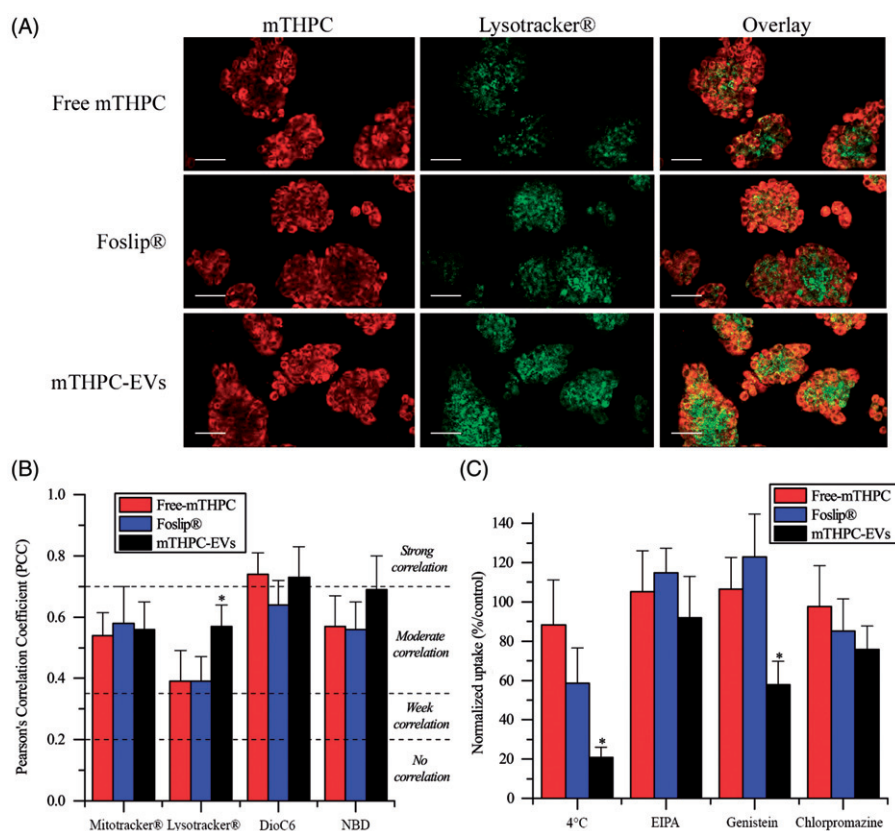 (A)
mTHPC Lysotracker® Overlay
Free mTHPC
Foslip®
mTHPC-EVs
(B)
Pearson's Correlation Coefficient (PCC)
1.0
0.8
0.6
0.4
0.2
0.0
Free-mTHPC
Foslip®
mTHPC-EVs
*
Strong
correlation
Moderate
correlation
Week
correlation
No
correlation
Mitotracker® Lysotracker® DioC6 NBD
(C)
Normalized uptake (%/control)
140
120
100
80
60
40
20
0
Free-mTHPC
Foslip®
mTHPC-EVs
*
*
4°C EIPA Genistein Chlorpromazine